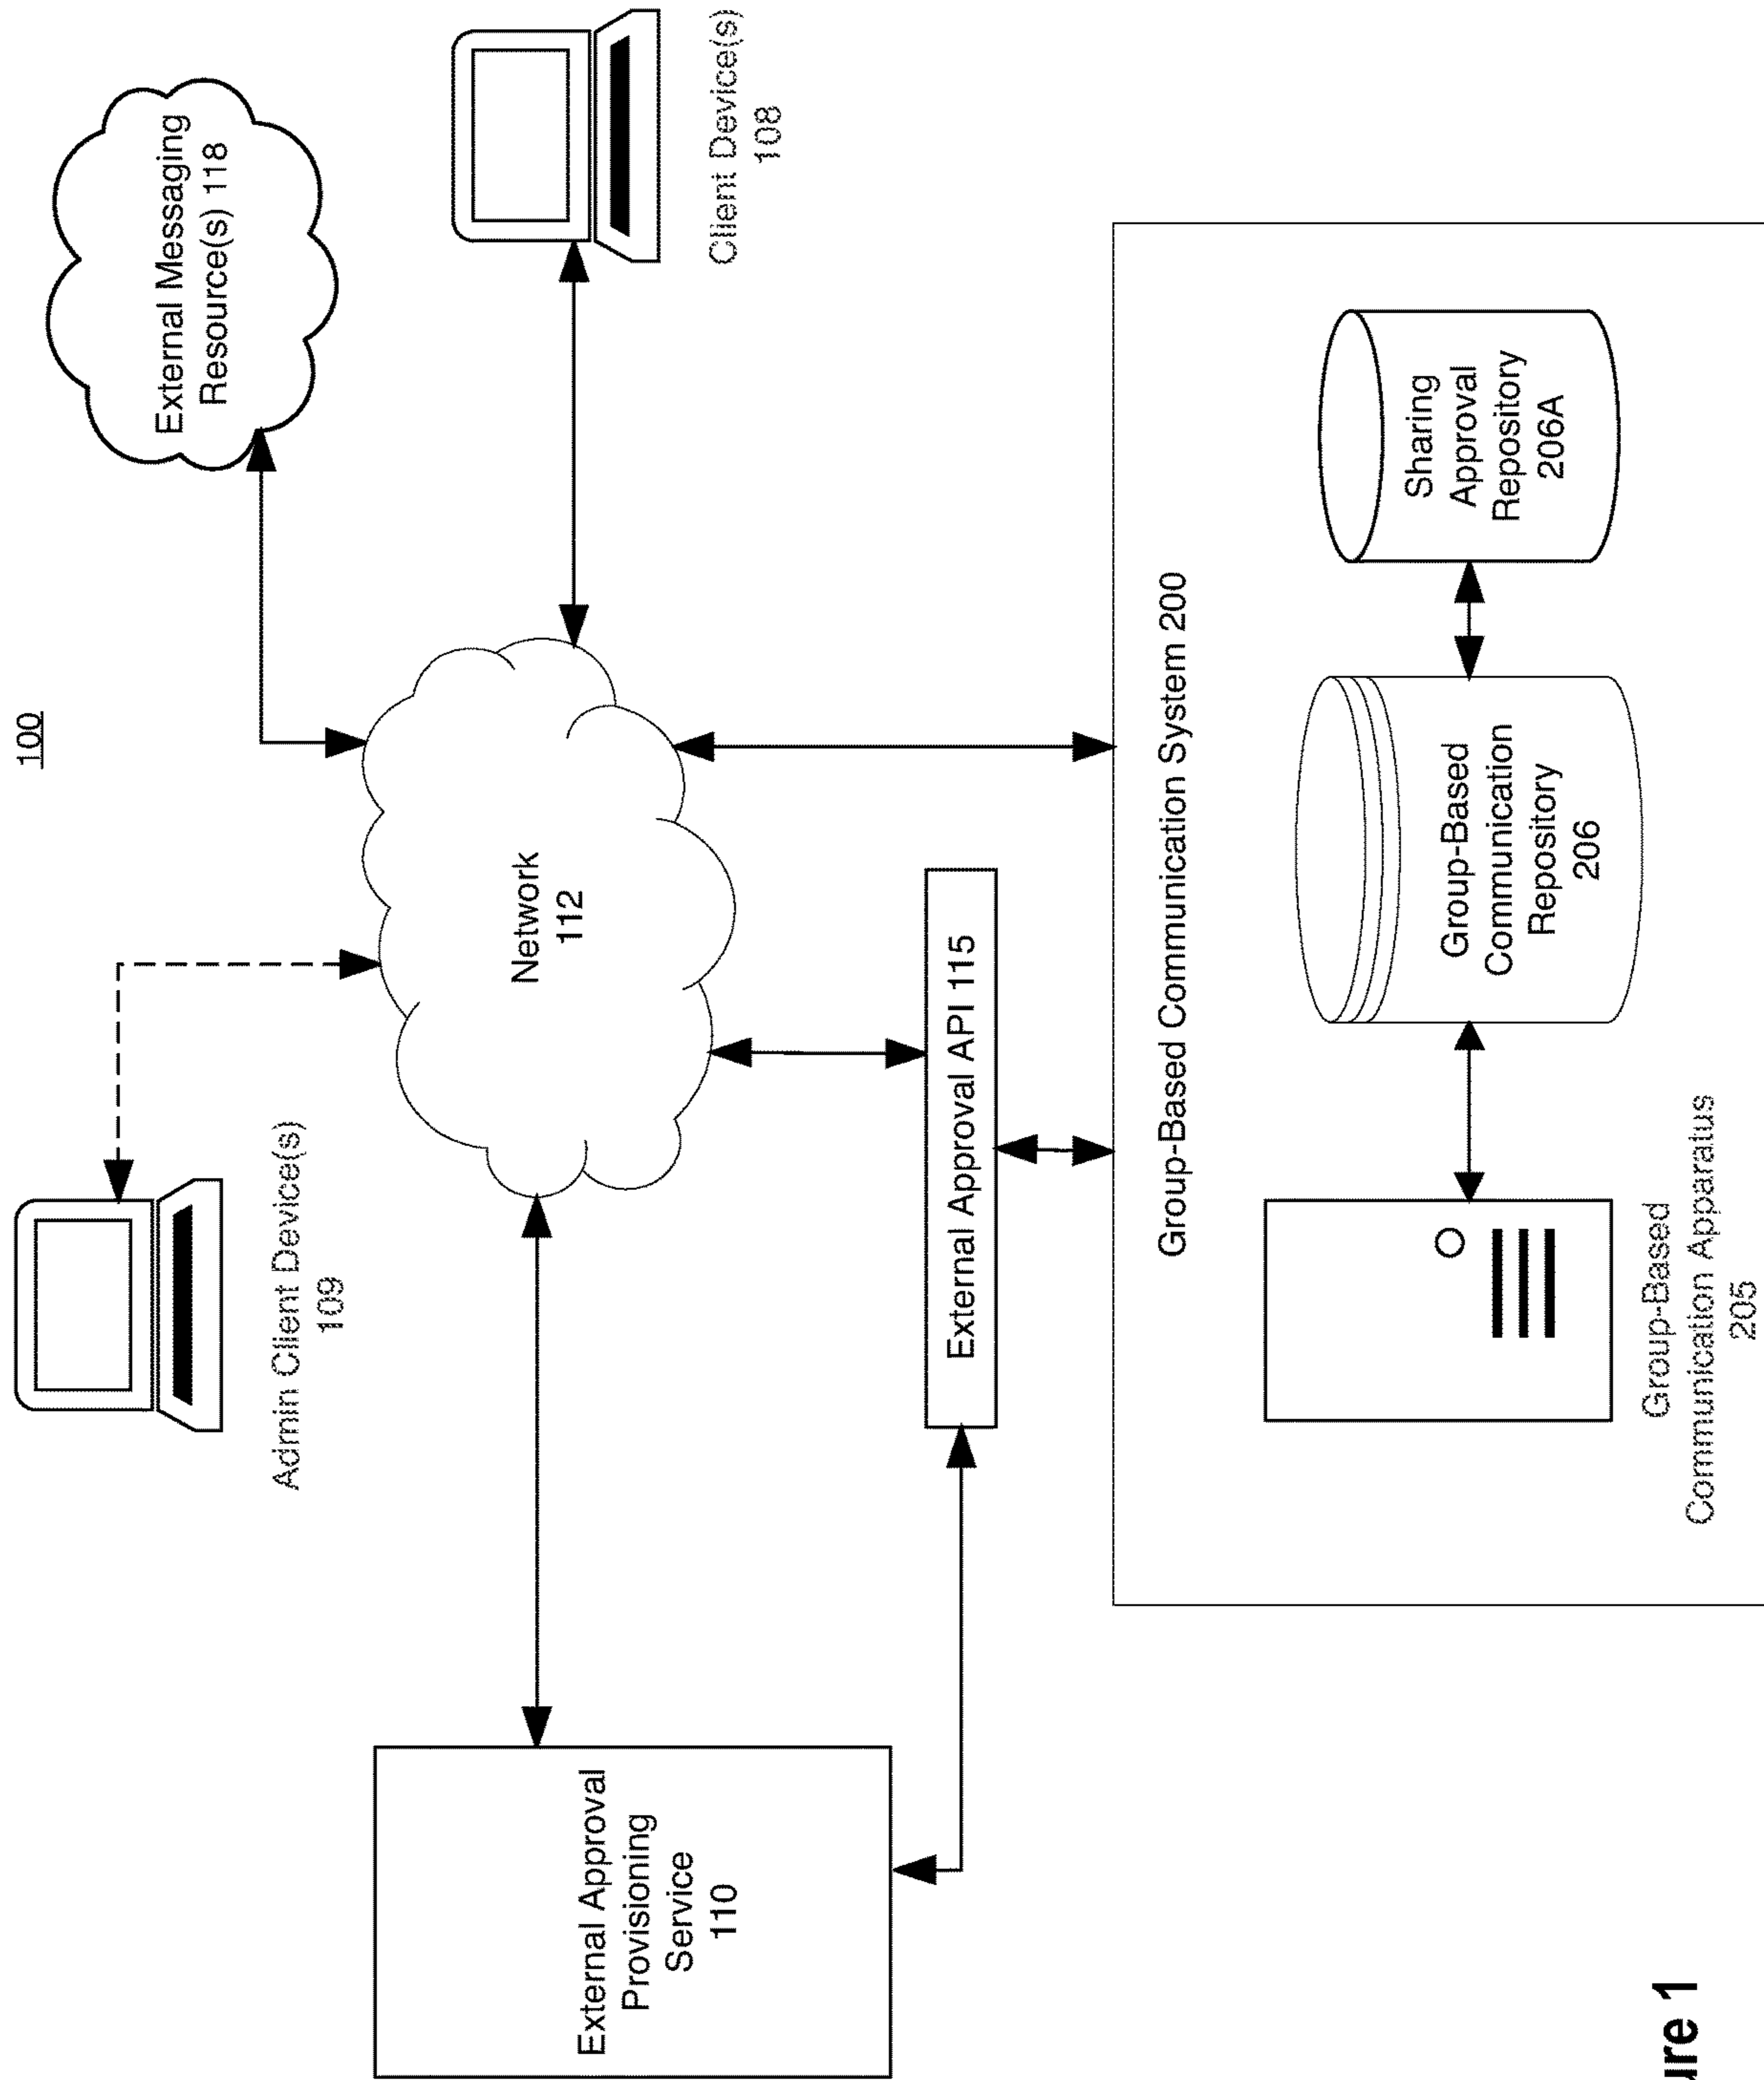 100
Admin Client Device(s)
109
External Messaging
Resource(s) 118
Client Device(s)
108
Network
112
External Approval
Provisioning
Service
110
External Approval API 115
Group-Based Communication System 200
Group-Based
Communication Apparatus
205
Group-Based
Communication
Repository
206
Sharing
Approval
Repository
206A
ure 1